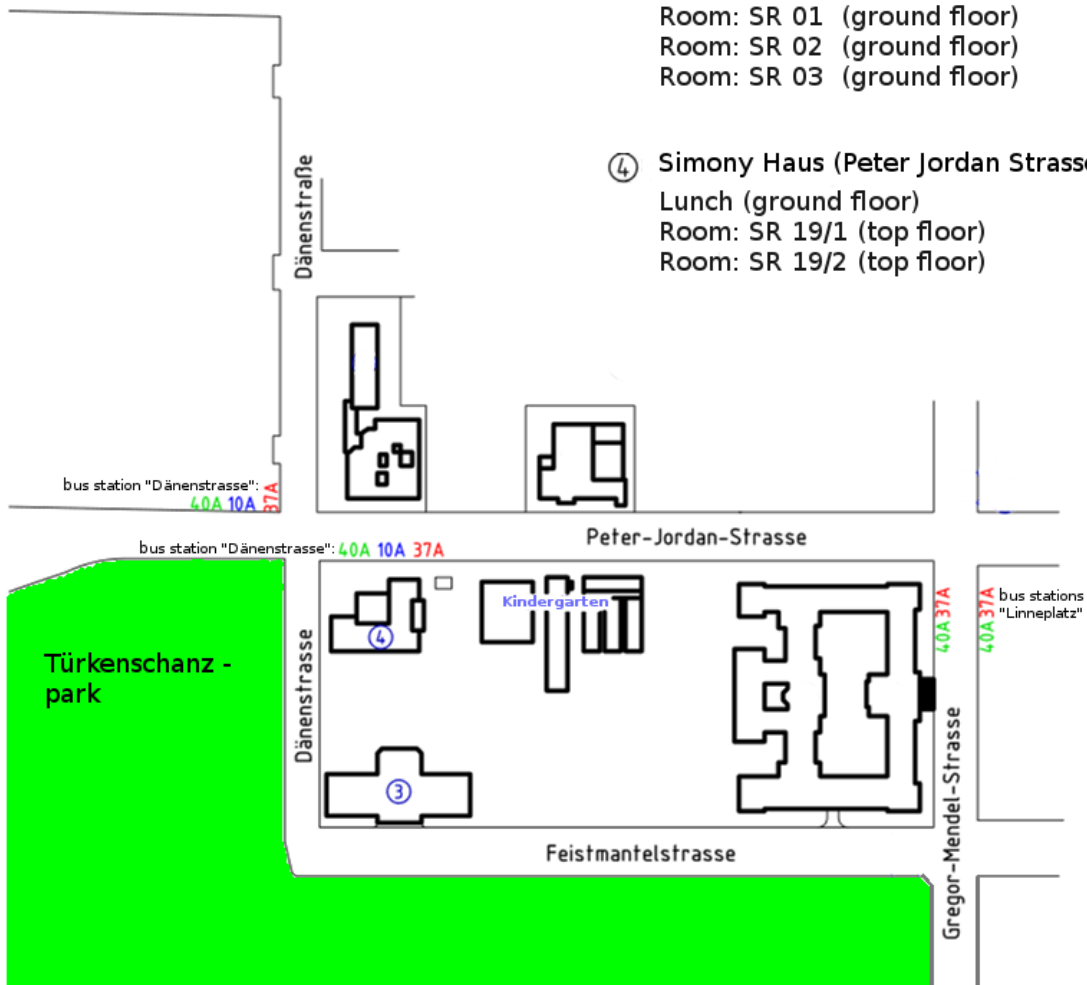 Room: SR 01 (ground floor)
Room: SR 02 (ground floor)
Room: SR 03 (ground floor)
4 Simony Haus (Peter Jordan Strasse
Lunch (ground floor)
Room: SR 19/1 (top floor)
Room: SR 19/2 (top floor)
Dänenstraße
bus station "Dänenstrasse":
40A 10A 37A
Peter-Jordan-Strasse
bus station "Dänenstrasse": 40A 10A 37A
Kindergarten
40A 37A
40A 37A
bus stations
"Linneplatz"
4
Türkenschanz -
park
Dänenstrasse
3
Feistmantelstrasse
Gregor-Mendel-Strasse